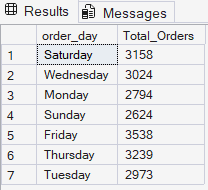 Results Messages
order_day Total_Orders
1 Saturday 3158
2 Wednesday 3024
3 Monday 2794
4 Sunday 2624
5 Friday 3538
6 Thursday 3239
7 Tuesday 2973